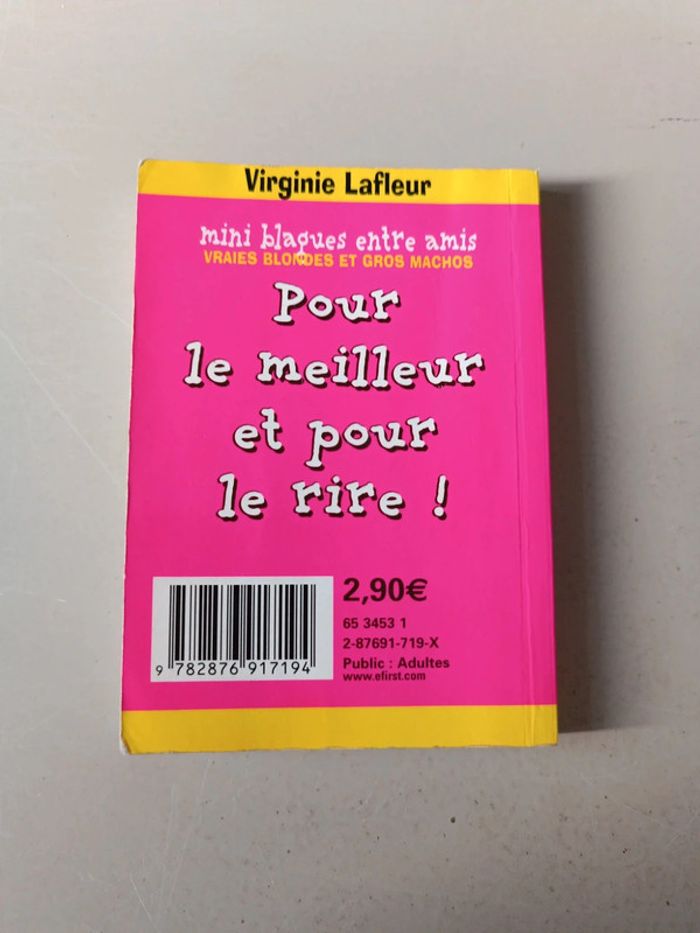 Virginie Lafleur
mini blagues entre amis
VRAIES BLONDES ET GROS MACHOS
Pour
le meilleur
et pour
le rire !
2,90€
65 3453 1
2-87691-719-X
Public : Adultes
www.efirst.com
9 782876 917194